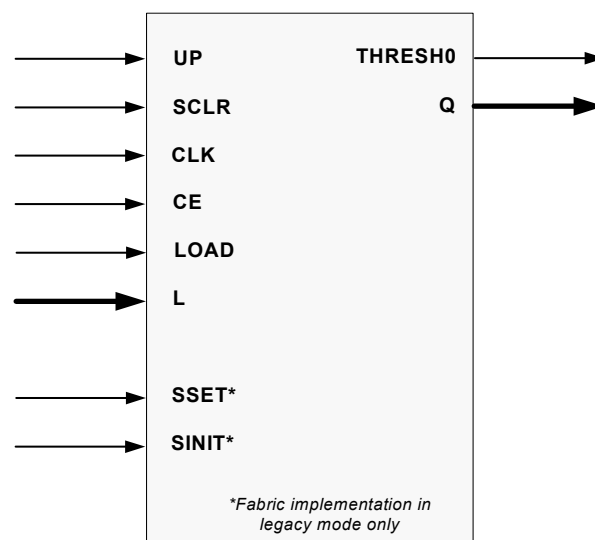 UP THRESH0
SCLR Q
CLK
CE
LOAD
L
SSET*
SINIT*
*Fabric implementation in
legacy mode only